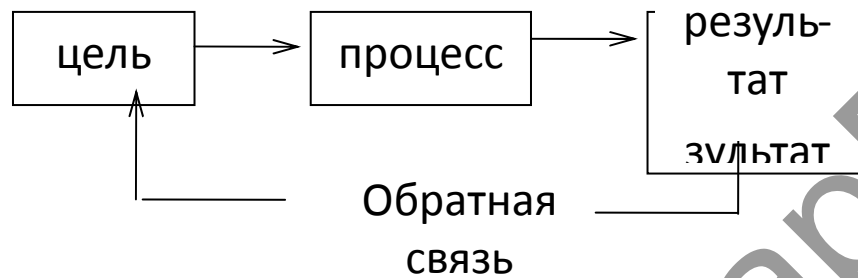 цель
процесс
резуль-
тат
зультат
Обратная
связь